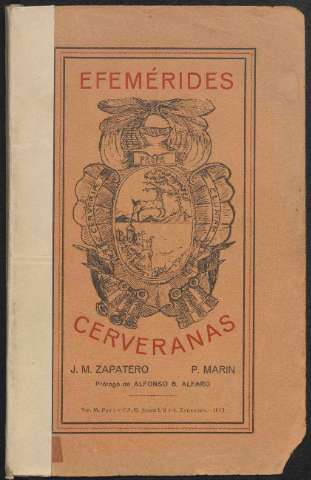 EFEMÉRIDES
CERVERANAS
J. M. ZAPATERO P. MARIN
Prólogo de ALFONSO B. ALFARO